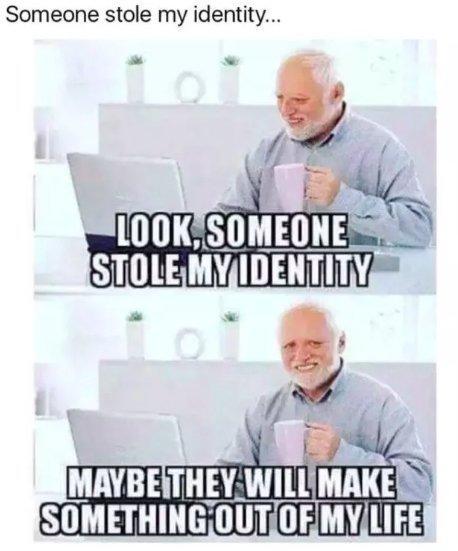 Someone stole my identity...
LOOK, SOMEONE
STOLE MY IDENTITY
MAYBE THEY WILL MAKE
SOMETHING OUT OF MY LIFE